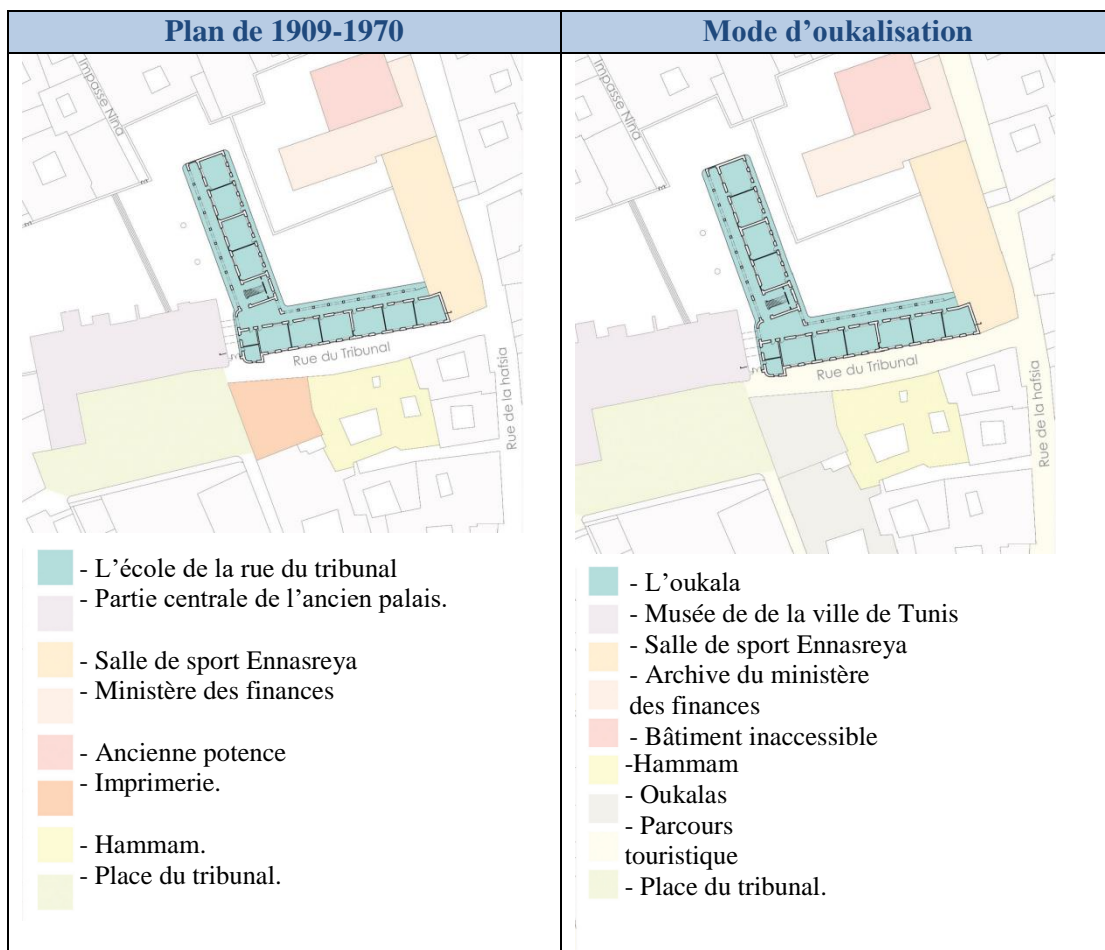 Plan de 1909-1970
Impasse Nina
Rue du Tribunal
Rue de la hafsia
- L’école de la rue du tribunal
- Partie centrale de l’ancien palais.
- Salle de sport Ennasreya
- Ministère des finances
- Ancienne potence
- Imprimerie.
- Hammam.
- Place du tribunal.
Mode d’oukalisation
Impasse Nina
Rue du Tribunal
Rue de la hafsia
- L’oukala
- Musée de de la ville de Tunis
- Salle de sport Ennasreya
- Archive du ministère
des finances
- Bâtiment inaccessible
-Hammam
- Oukalas
- Parcours
touristique
- Place du tribunal.